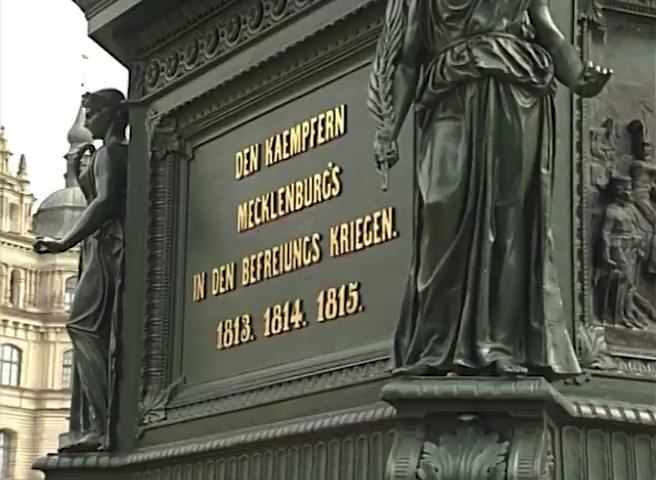 DEN KAEMPFERN
MECKLENBURG'S
IN DEN BEFREIUNGS KRIEGEN.
1813. 1814. 1815.